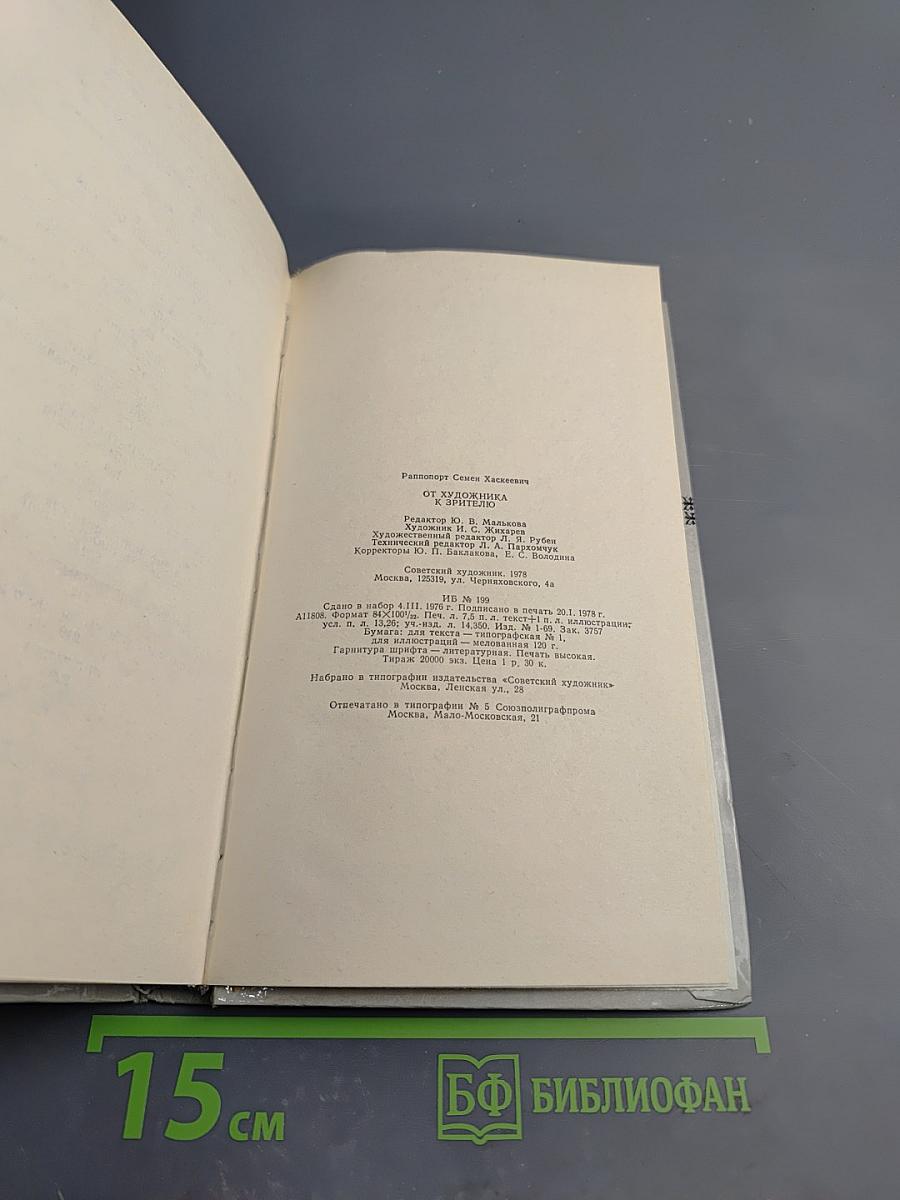 Раппопорт Семен Хаскеевич
ОТ ХУДОЖНИКА
К ЗРИТЕЛЮ
Редактор Ю. В. Малькова
Художник И. С. Жихарев
Художественный редактор Л. Я. Рубен
Технический редактор Л. А. Пархомчук
Корректоры Ю. П. Баклакова, Е. С. Володина
Советский художник. 1978
Москва, 125319, ул. Черняховского, 4а
ИБ № 199
Сдано в набор 4.III. 1976 г. Подписано в печать 20.I. 1978 г.
А11808. Формат 84×100¹/₃₂. Печ. л. 7,5 п. л. текст+1 п. л. иллюстрации;
усл. п. л. 13,26; уч.-изд. л. 14,350. Изд. № 1-69. Зак. 3757
Бумага: для текста — типографская № 1,
для иллюстраций — мелованная 120 г.
Гарнитура шрифта — литературная. Печать высокая.
Тираж 20000 экз. Цена 1 р. 30 к.
Набрано в типографии издательства «Советский художник»
Москва, Ленская ул., 28
Отпечатано в типографии № 5 Союзполиграфпрома
Москва, Мало-Московская, 21
15 см
БФ БИБЛИОФАН